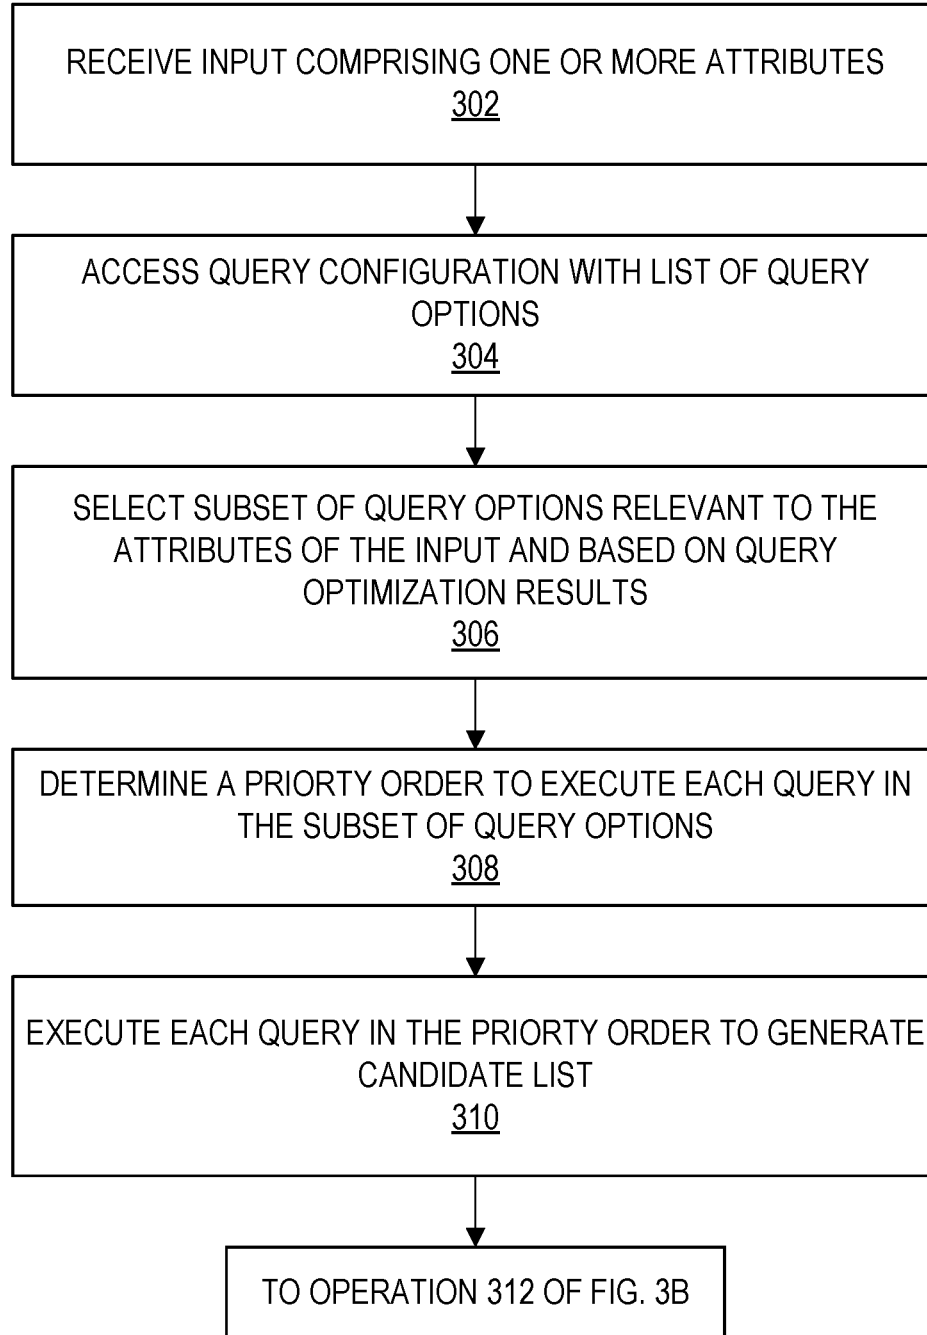 RECEIVE INPUT COMPRISING ONE OR MORE ATTRIBUTES
302
ACCESS QUERY CONFIGURATION WITH LIST OF QUERY
OPTIONS
304
SELECT SUBSET OF QUERY OPTIONS RELEVANT TO THE
ATTRIBUTES OF THE INPUT AND BASED ON QUERY
OPTIMIZATION RESULTS
306
DETERMINE A PRIORTY ORDER TO EXECUTE EACH QUERY IN
THE SUBSET OF QUERY OPTIONS
308
EXECUTE EACH QUERY IN THE PRIORTY ORDER TO GENERATE
CANDIDATE LIST
310
TO OPERATION 312 OF FIG. 3B